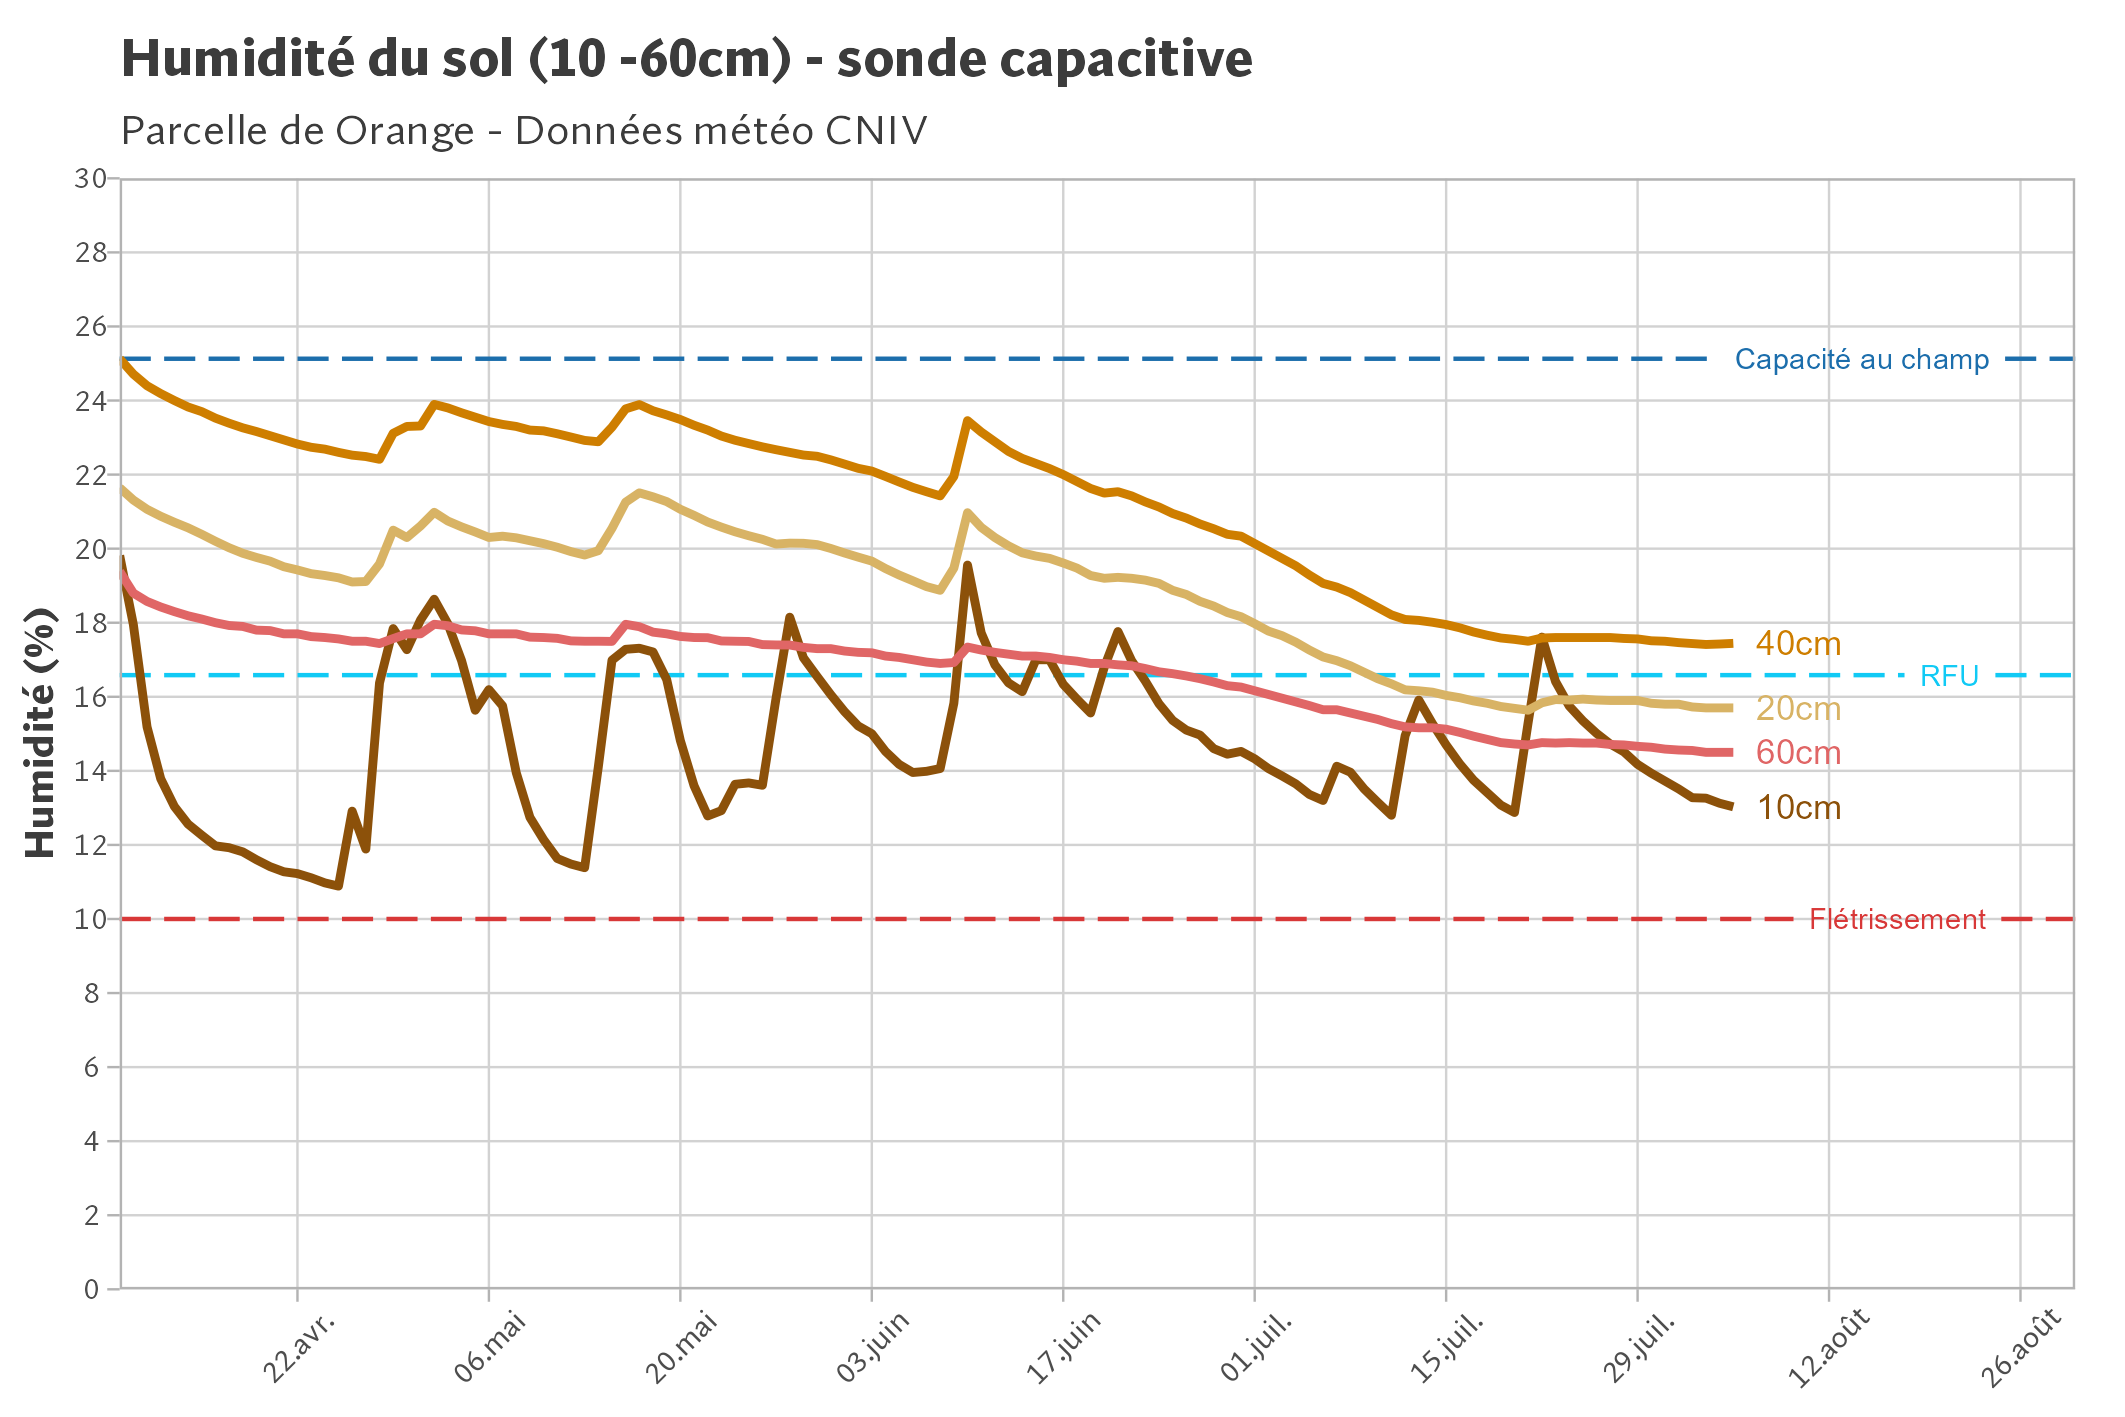 Humidité du sol (10 -60cm) - sonde capacitive
Parcelle de Orange - Données météo CNIV
30
28
26
24
22
20
18
16
14
12
10
8
6
4
2
0
Humidité (%)
Capacité au champ
40cm
RFU
20cm
60cm
10cm
Flétrissement
22.avr.
06.mai
20.mai
03.juin
17.juin
01.juil.
15.juil.
29.juil.
12.août
26.août